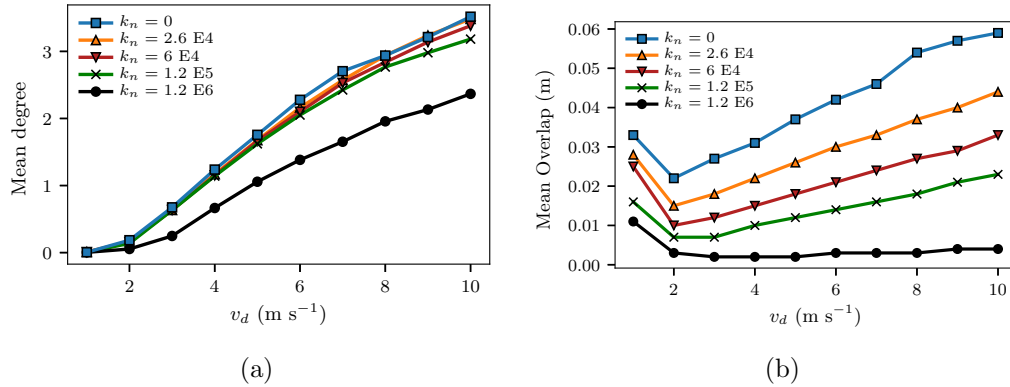 k_n = 0
k_n = 2.6 E4
k_n = 6 E4
k_n = 1.2 E5
k_n = 1.2 E6
Mean degree
3
2
1
0
2 4 6 8 10
v_d (m s⁻¹)
(a)
k_n = 0
k_n = 2.6 E4
k_n = 6 E4
k_n = 1.2 E5
k_n = 1.2 E6
Mean Overlap (m)
0.06
0.05
0.04
0.03
0.02
0.01
0.00
2 4 6 8 10
v_d (m s⁻¹)
(b)